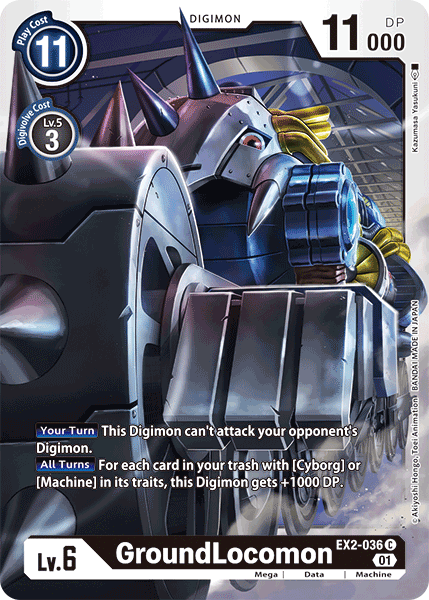 Play Cost
11
DIGIMON
11000
DP
Digivolve Cost
Lv.5
3
Kazumasa Yasukuni
Your Turn This Digimon can't attack your opponent's
Digimon.
All Turns For each card in your trash with [Cyborg] or
[Machine] in its traits, this Digimon gets +1000 DP.
© Akiyoshi Hongo, Toei Animation BANDAI MADE IN JAPAN
Lv.6
GroundLocomon
EX2-036 C
01
Mega | Data | Machine